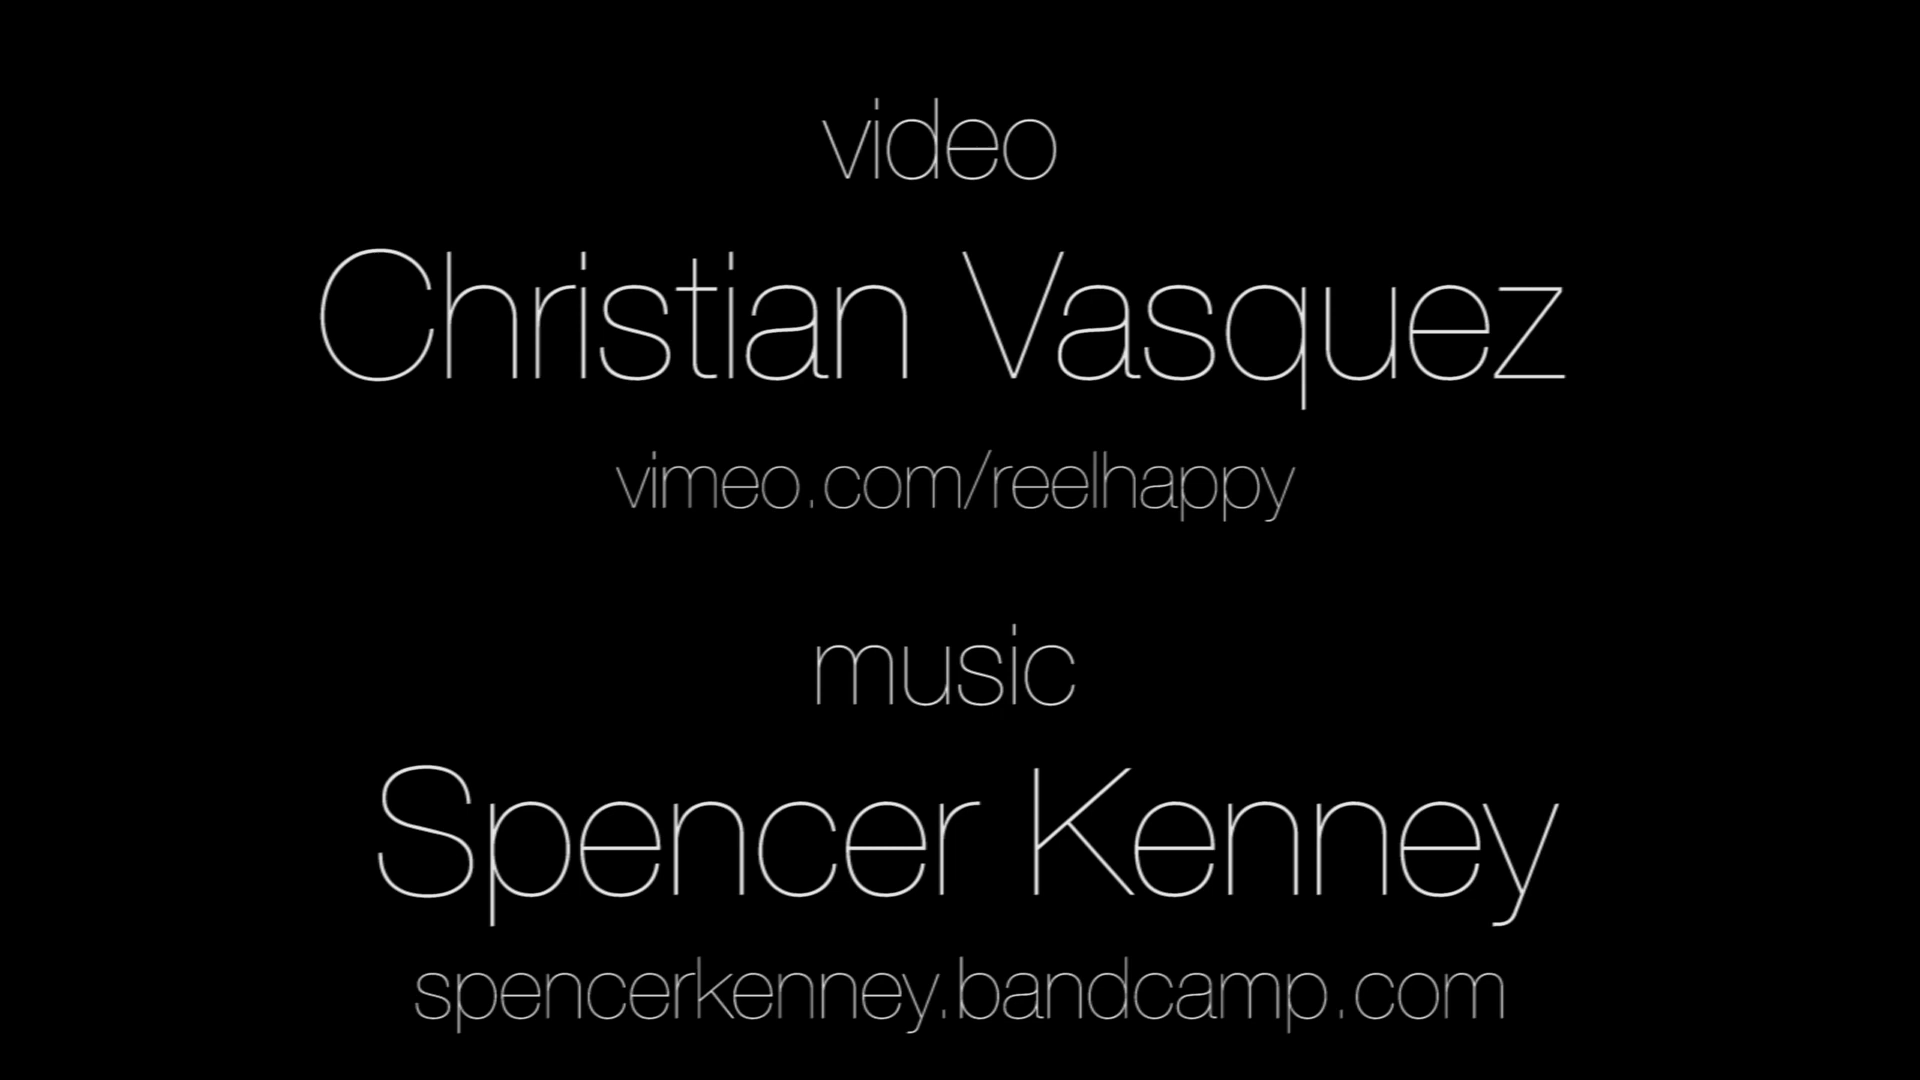 video
Christian Vasquez
vimeo.com/reelhappy
music
Spencer Kenney
spencerkenney.bandcamp.com